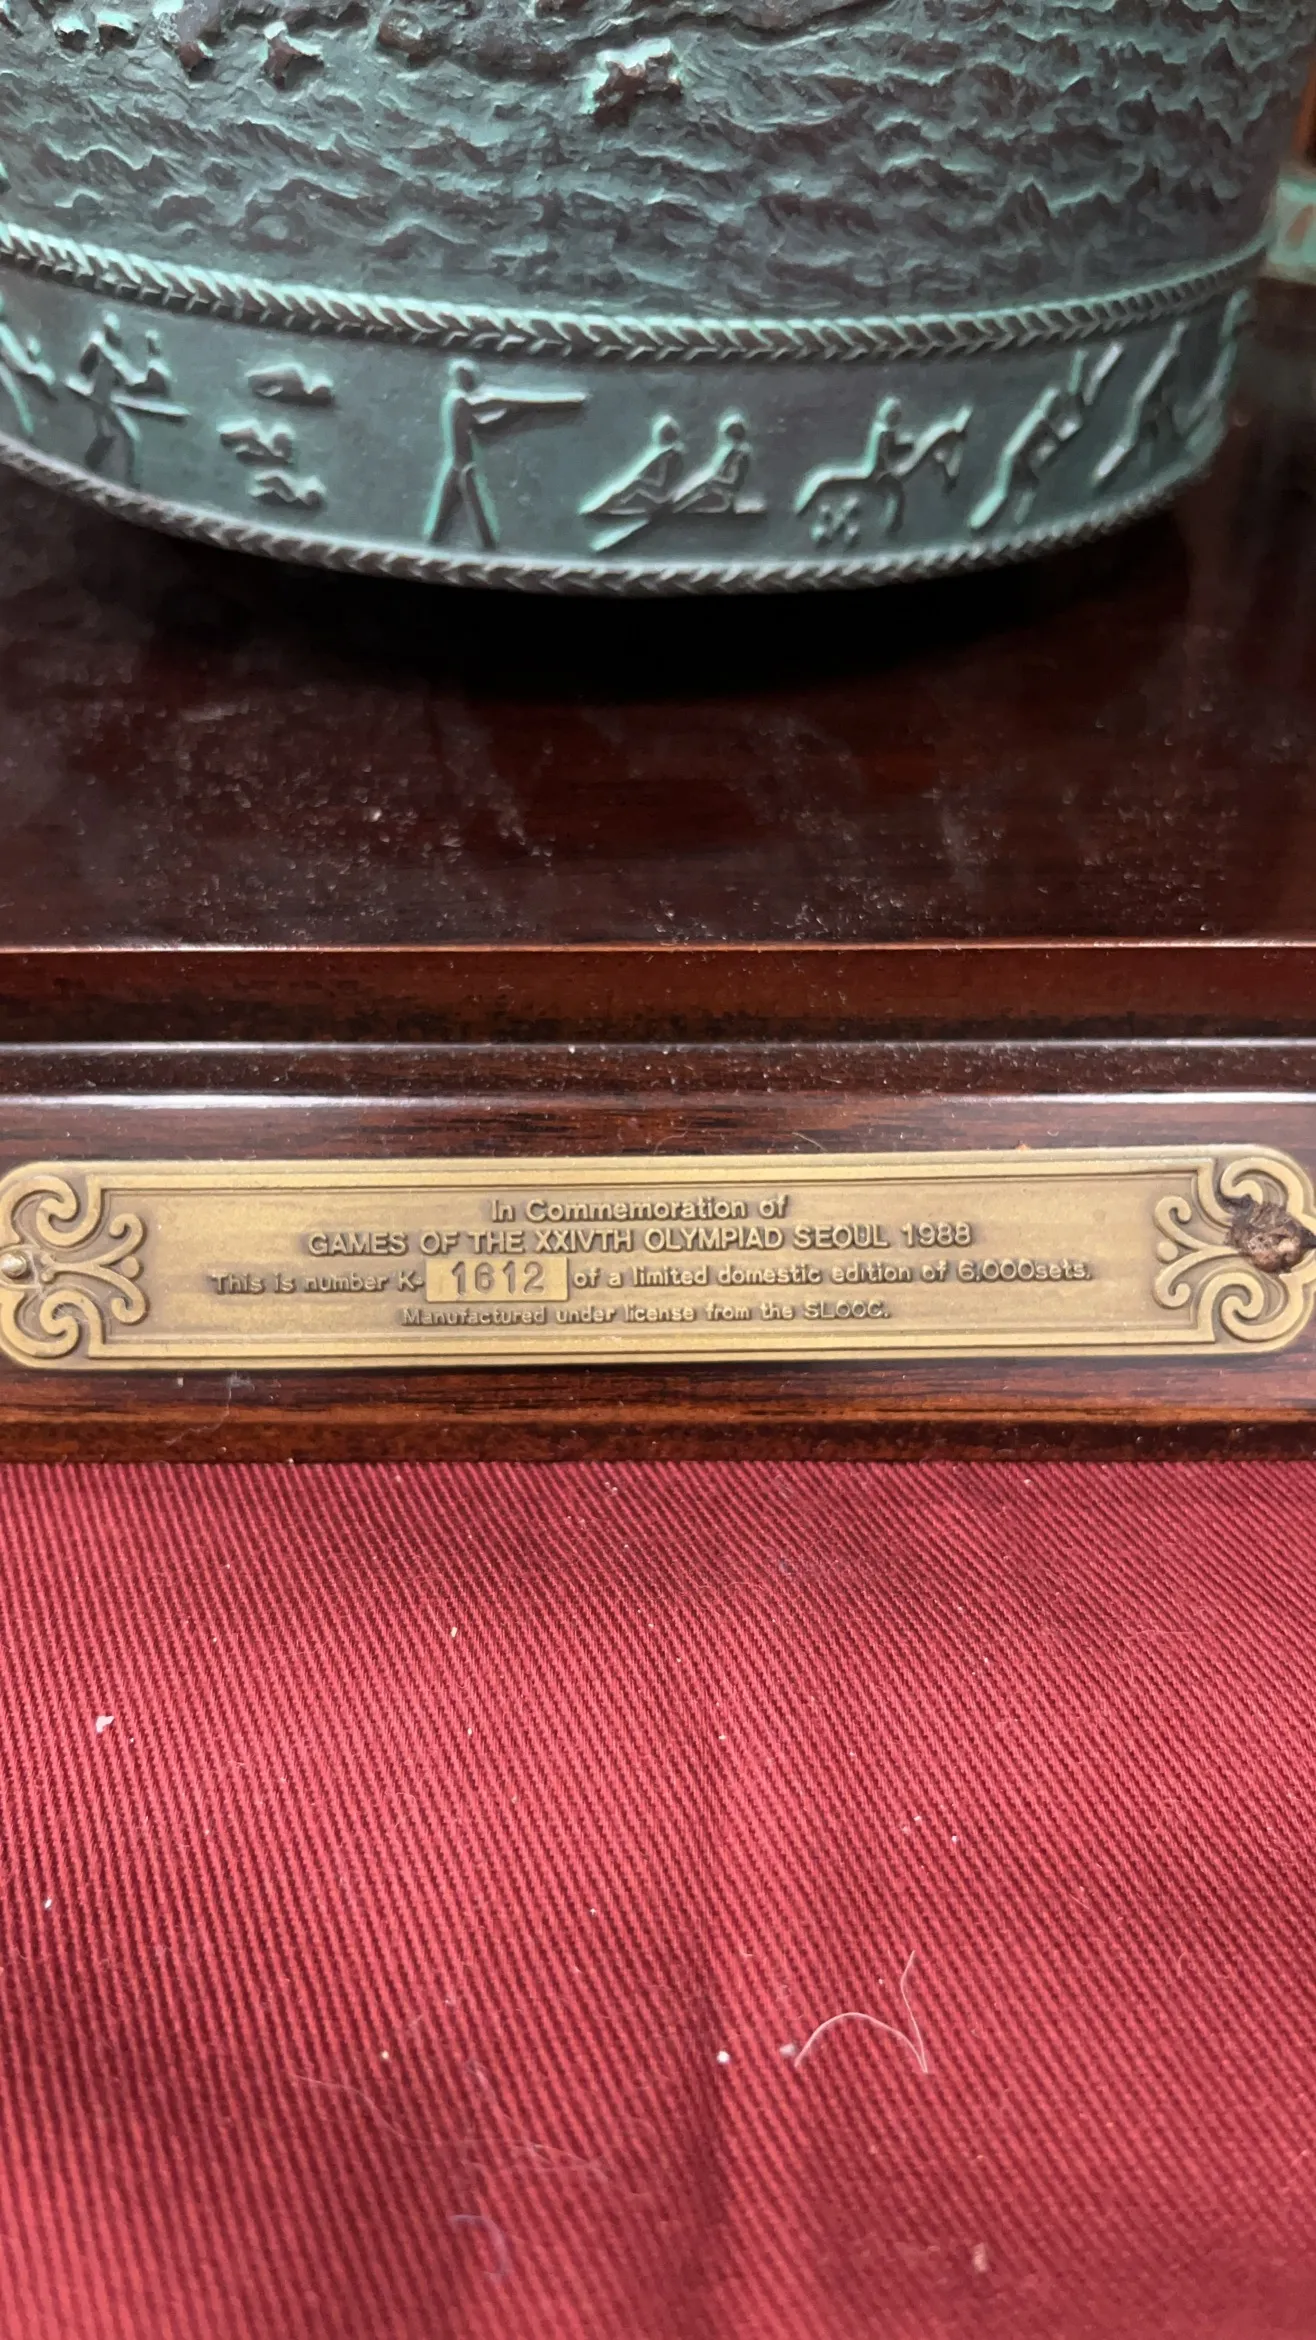 In Commemoration of
GAMES OF THE XXIVTH OLYMPIAD SEOUL 1988
This is number K- 1612 of a limited domestic edition of 6,000sets.
Manufactured under license from the SLOOC.